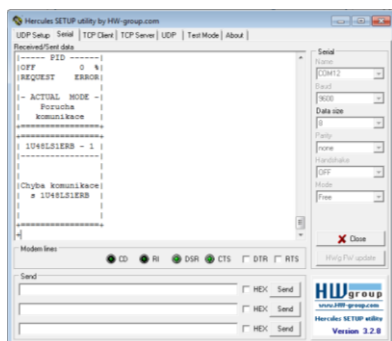 Hercules SETUP utility by HW-group.com
UDP Setup Serial TCP Client TCP Server UDP Test Mode About
Received/Sent data
|----- PID ------|
|OFF 0 %|
|REQUEST ERROR|
| |
|- ACTUAL MODE -|
| Porucha |
| komunikace |
+================+
+================+
|1U48LS1ERB - 1 |
|----------------|
| |
| |
|Chyba komunikace|
| s 1U48LS1ERB |
| |
| |
+================+
Serial
Name
COM12
Baud
9600
Data size
8
Parity
none
Handshake
OFF
Mode
Free
Close
HWg FW update
Modem lines
CD RI DSR CTS DTR RTS
Send
HEX Send
HEX Send
HEX Send
HWgroup
www.HW-group.com
Hercules SETUP utility
Version 3.2.8